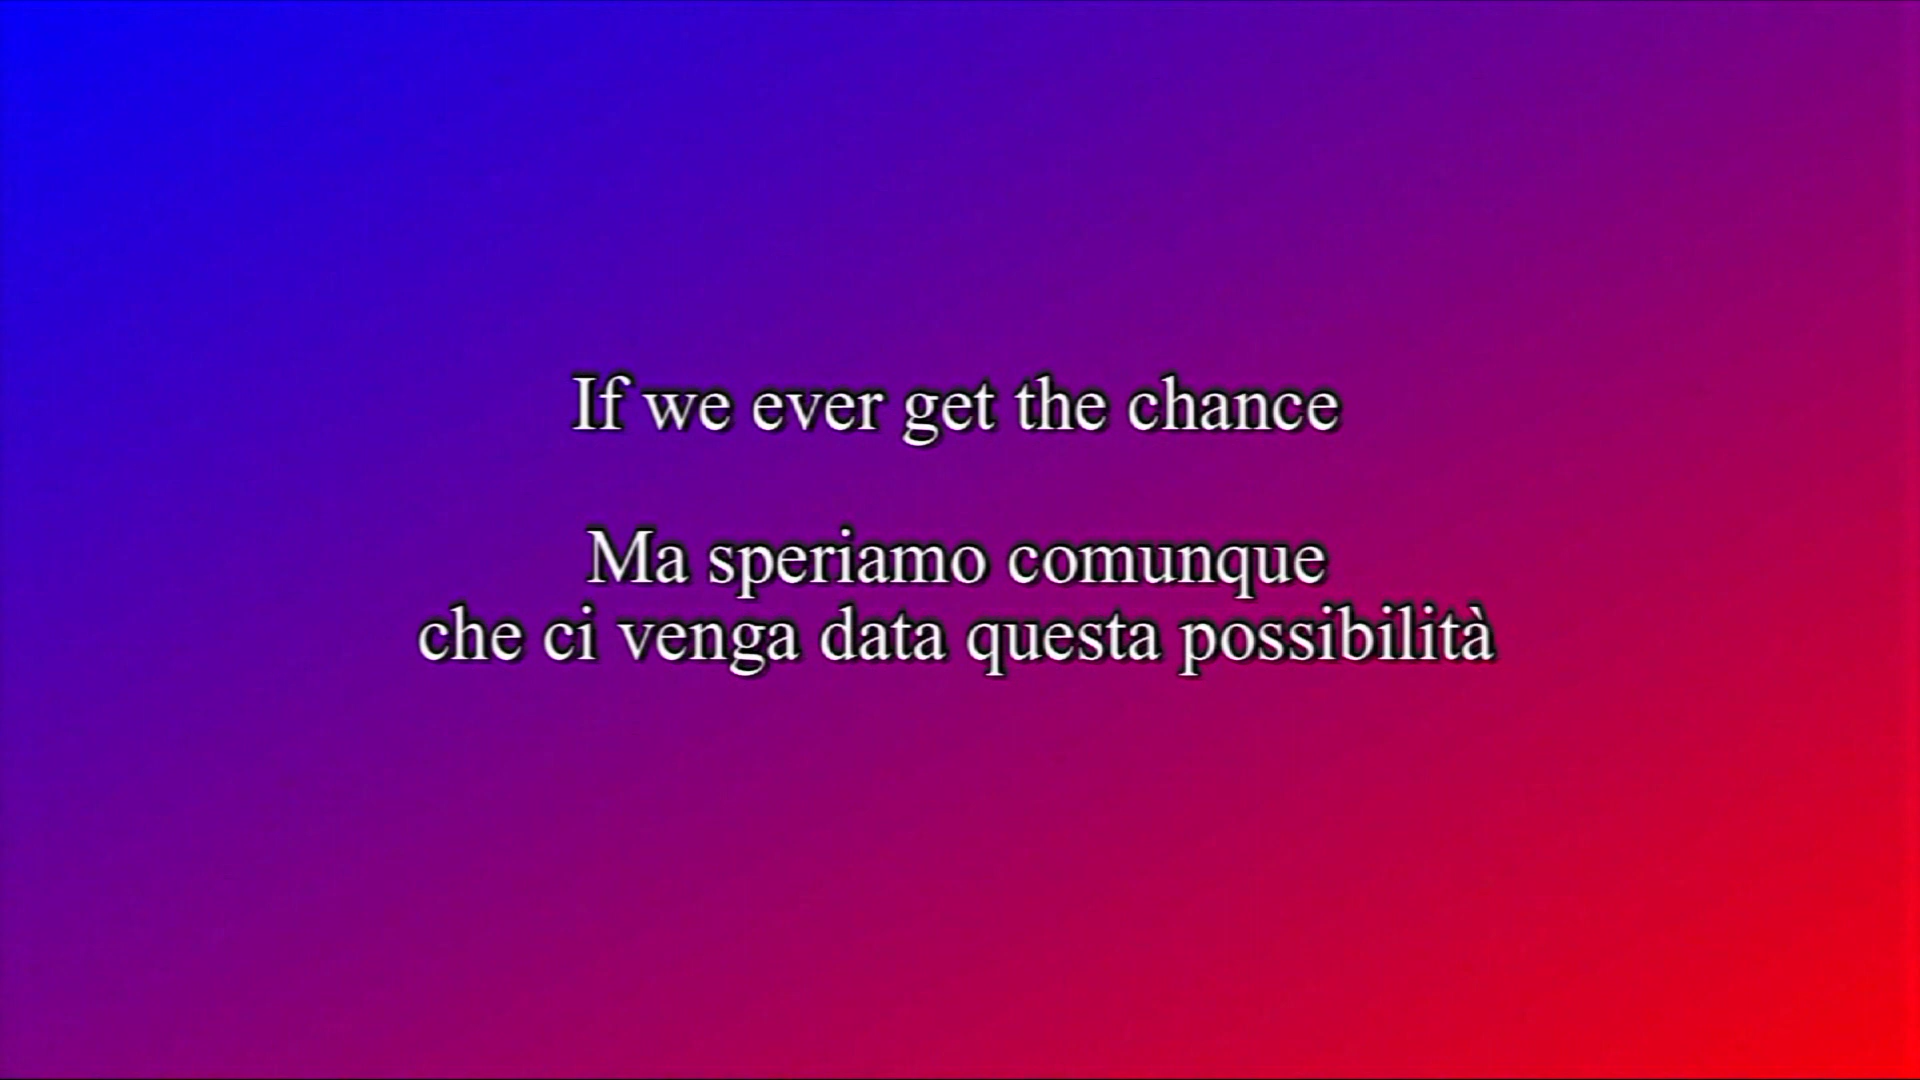 If we ever get the chance
Ma speriamo comunque
che ci venga data questa possibilità